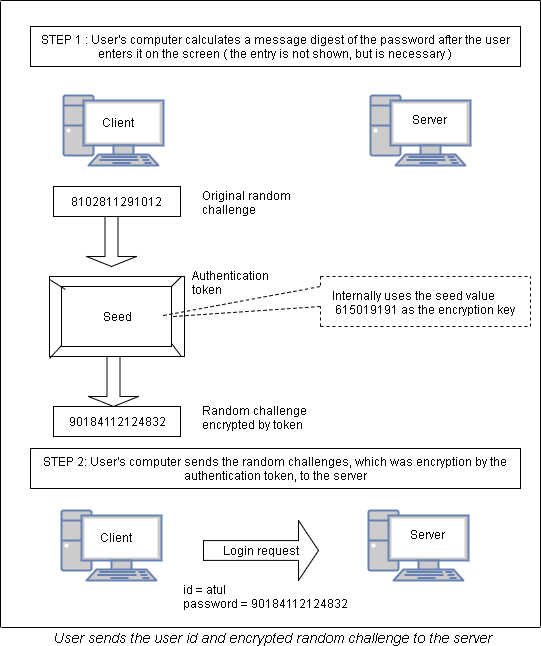 STEP 1 : User's computer calculates a message digest of the password after the user
enters it on the screen ( the entry is not shown, but is necessary )
Client
Server
8102811291012
Original random
challenge
Authentication
token
Seed
Internally uses the seed value
615019191 as the encryption key
90184112124832
Random challenge
encrypted by token
STEP 2: User's computer sends the random challenges, which was encryption by the
authentication token, to the server
Client
Server
Login request
id = atul
password = 90184112124832
User sends the user id and encrypted random challenge to the server